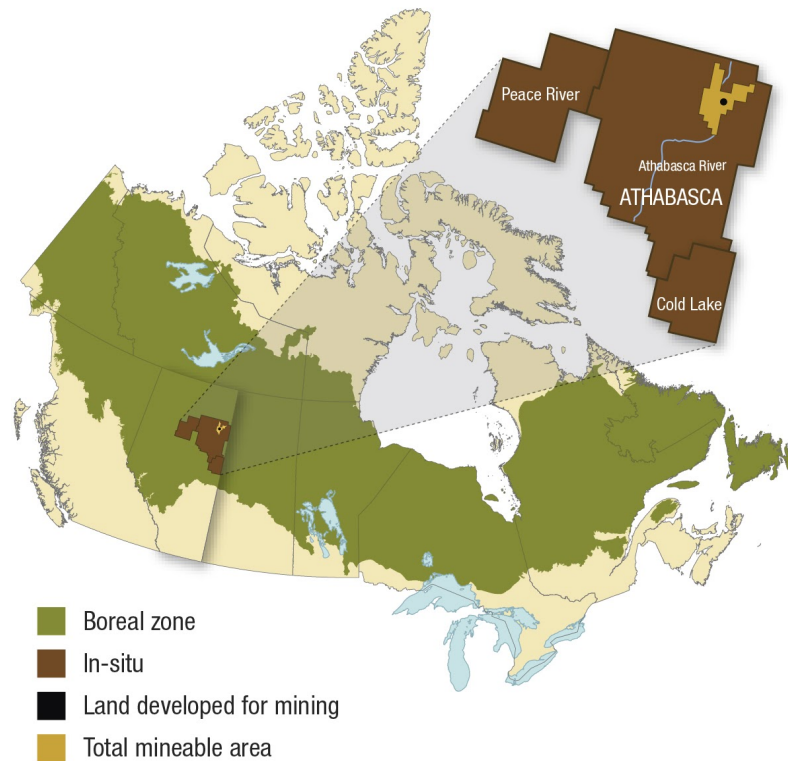 Peace River
Athabasca River
ATHABASCA
Cold Lake
Boreal zone
In-situ
Land developed for mining
Total mineable area